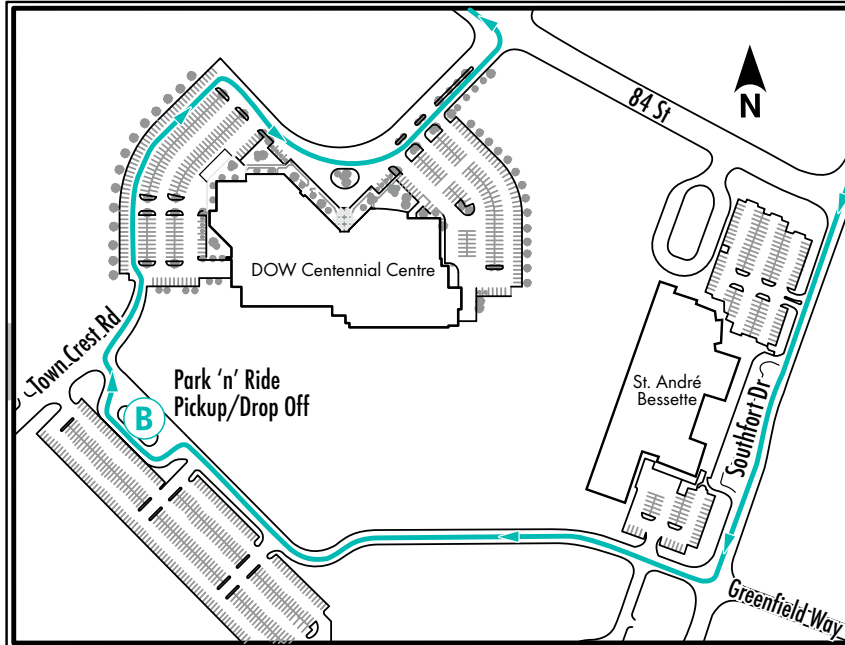 84 St
N
DOW Centennial Centre
Town Crest Rd
Park ‘n’ Ride
Pickup/Drop Off
B
St. André
Bessette
Southfort Dr
Greenfield Way